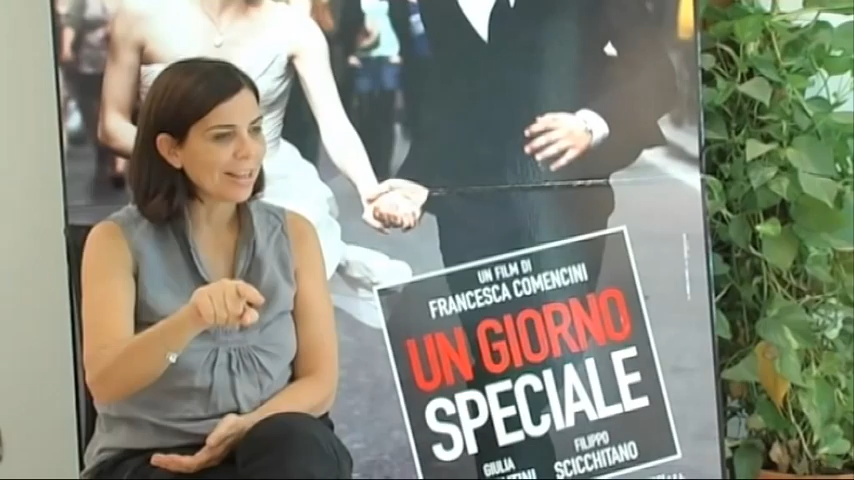 UN FILM DI
FRANCESCA COMENCINI
UN GIORNO
SPECIALE
GIULIA
FILIPPO
SCICCHITANO